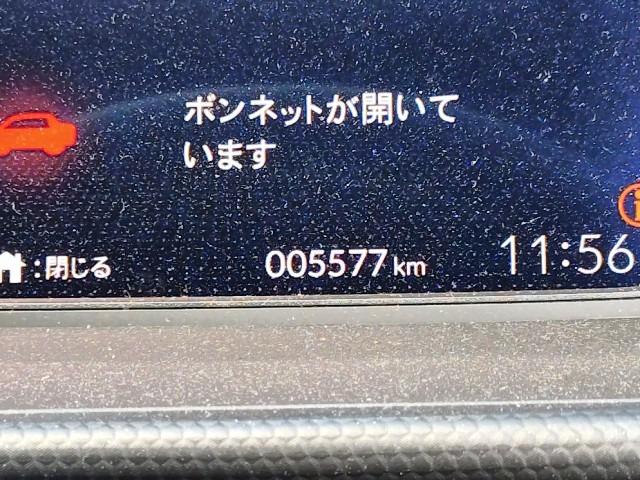 ボンネットが開いて
います
:閉じる
005577 km
11:56